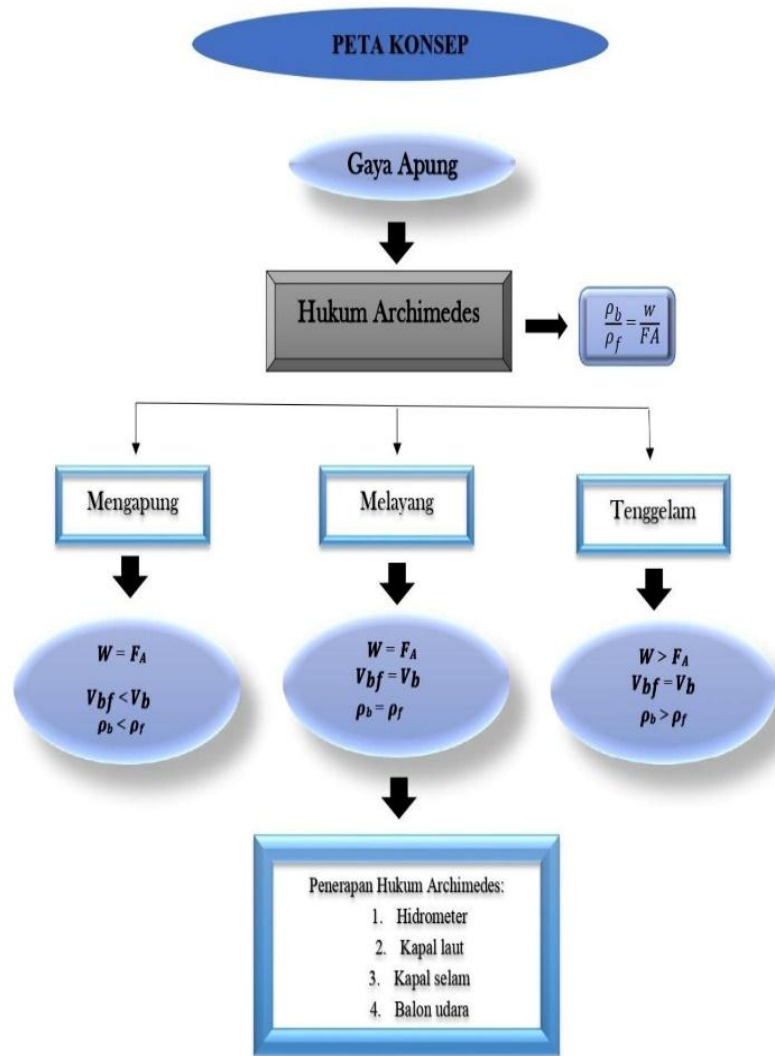 PETA KONSEP
Gaya Apung
Hukum Archimedes
ρb/ρf = w/FA
Mengapung
Melayang
Tenggelam
W = FA
Vbf < Vb
ρb < ρf
W = FA
Vbf = Vb
ρb = ρf
W > FA
Vbf = Vb
ρb > ρf
Penerapan Hukum Archimedes:
1. Hidrometer
2. Kapal laut
3. Kapal selam
4. Balon udara